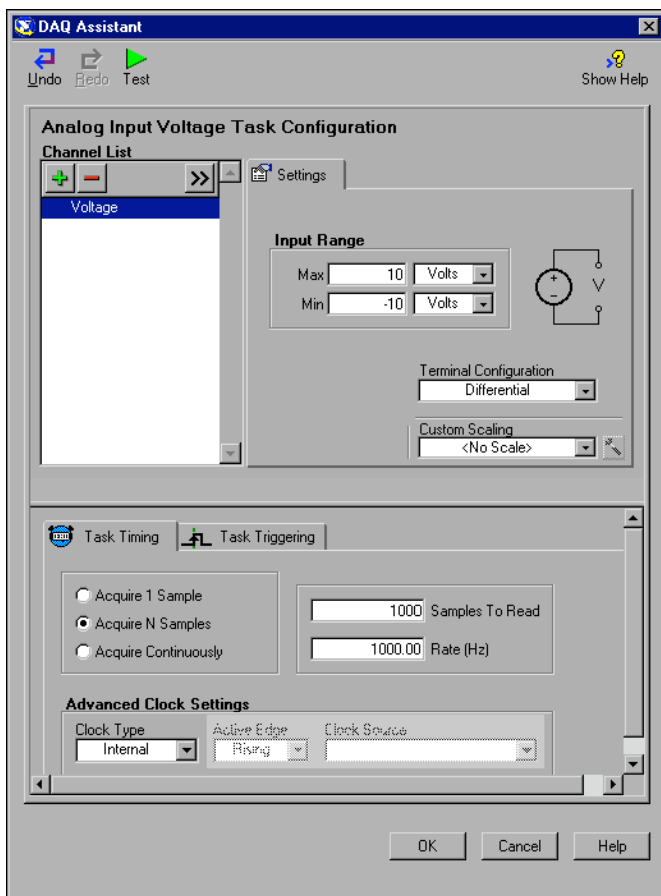 DAQ Assistant
Undo Redo Test Show Help
Analog Input Voltage Task Configuration
Channel List
Settings
Voltage
Input Range
Max 10 Volts
Min -10 Volts
+
−
V
Terminal Configuration
Differential
Custom Scaling
<No Scale>
Task Timing Task Triggering
Acquire 1 Sample
Acquire N Samples
Acquire Continuously
1000 Samples To Read
1000.00 Rate (Hz)
Advanced Clock Settings
Clock Type Active Edge Clock Source
Internal Rising
OK Cancel Help